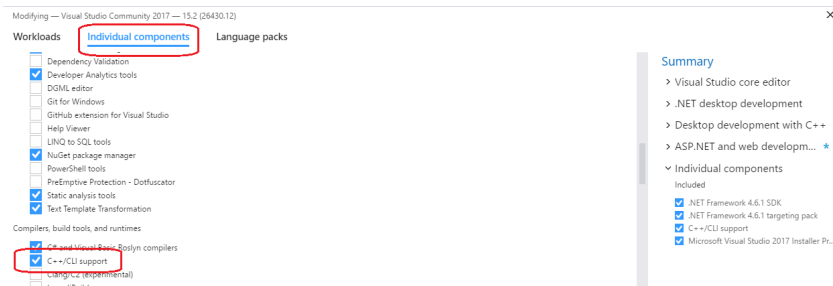 Modifying — Visual Studio Community 2017 — 15.2 (26430.12)
Workloads
Individual components
Language packs
Dependency Validation
Developer Analytics tools
DGML editor
Git for Windows
GitHub extension for Visual Studio
Help Viewer
LINQ to SQL tools
NuGet package manager
PowerShell tools
PreEmptive Protection - Dotfuscator
Static analysis tools
Text Template Transformation
Compilers, build tools, and runtimes
C# and Visual Basic Roslyn compilers
C++/CLI support
Clang/C2 (experimental)
Summary
> Visual Studio core editor
> .NET desktop development
> Desktop development with C++
> ASP.NET and web developm... *
Individual components
Included
.NET Framework 4.6.1 SDK
.NET Framework 4.6.1 targeting pack
C++/CLI support
Microsoft Visual Studio 2017 Installer Pr...